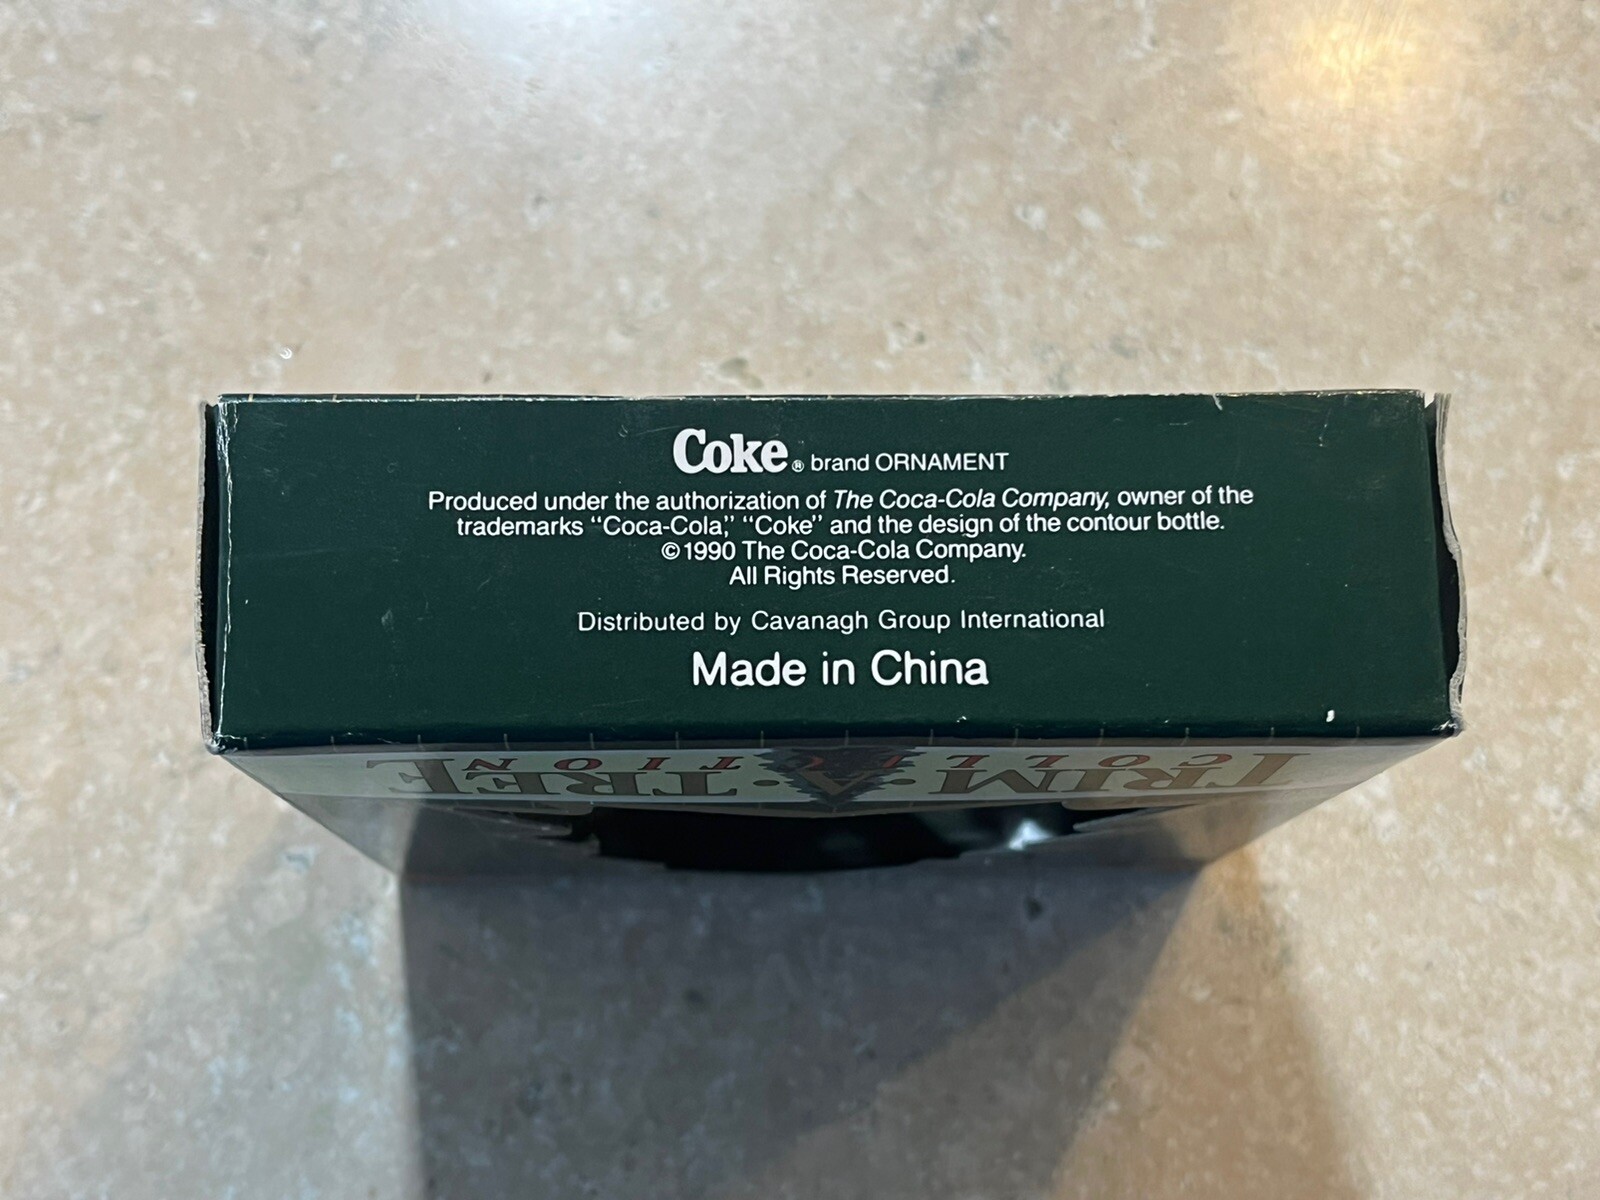 Coke® brand ORNAMENT
Produced under the authorization of The Coca-Cola Company, owner of the
trademarks “Coca-Cola,” “Coke” and the design of the contour bottle.
©1990 The Coca-Cola Company.
All Rights Reserved.
Distributed by Cavanagh Group International
Made in China
TRIM • A • TREE
COLLECTION